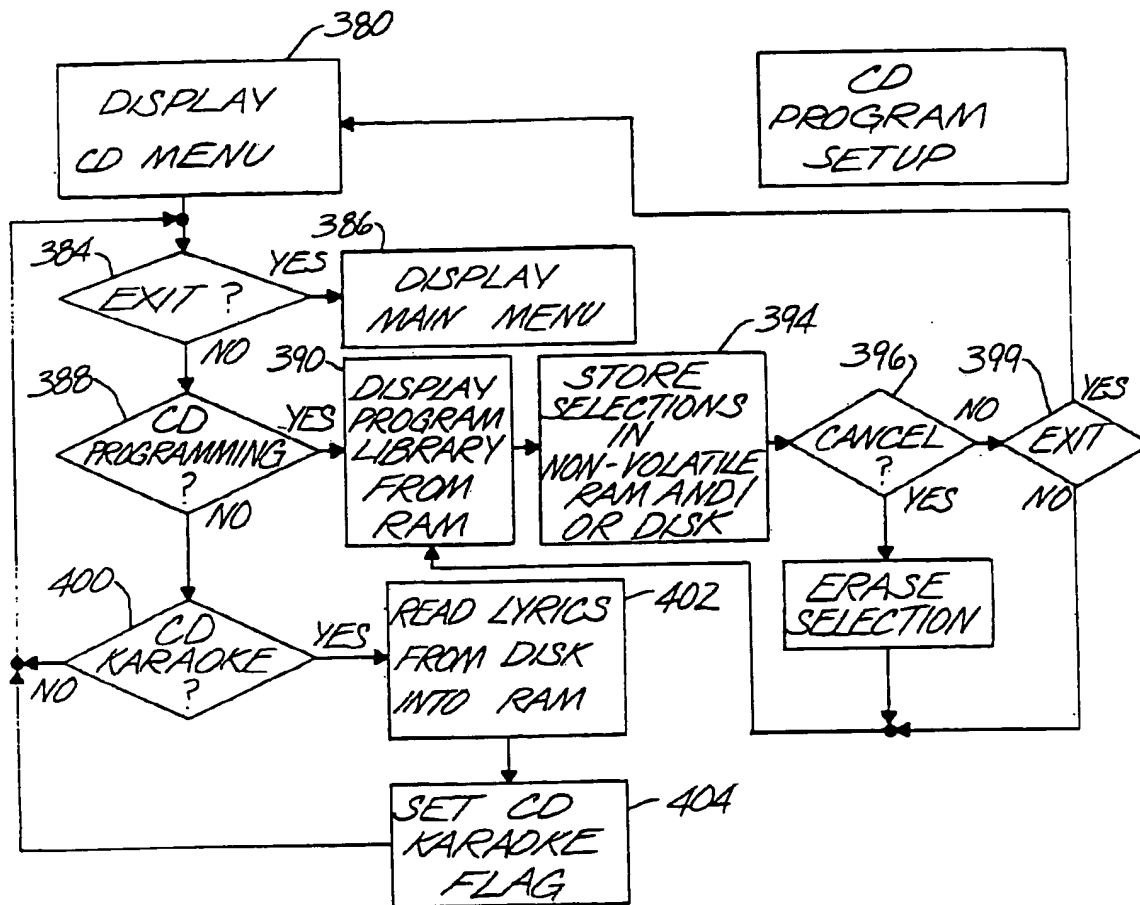 380
DISPLAY
CD MENU
CD
PROGRAM
SETUP
384
EXIT ?
YES
NO
386
DISPLAY
MAIN MENU
388
CD
PROGRAMMING
?
YES
NO
390
DISPLAY
PROGRAM
LIBRARY
FROM
RAM
394
STORE
SELECTIONS
IN
NON-VOLATILE
RAM AND/
OR DISK
396
CANCEL
?
NO
YES
399
EXIT
YES
NO
ERASE
SELECTION
400
CD
KARAOKE
?
YES
NO
402
READ LYRICS
FROM DISK
INTO RAM
404
SET CD
KARAOKE
FLAG